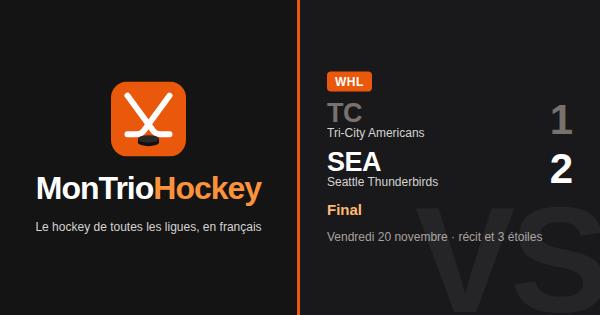 MonTrioHockey
Le hockey de toutes les ligues, en français
WHL
TC 1
Tri-City Americans
SEA 2
Seattle Thunderbirds
Final
Vendredi 20 novembre · récit et 3 étoiles
VS